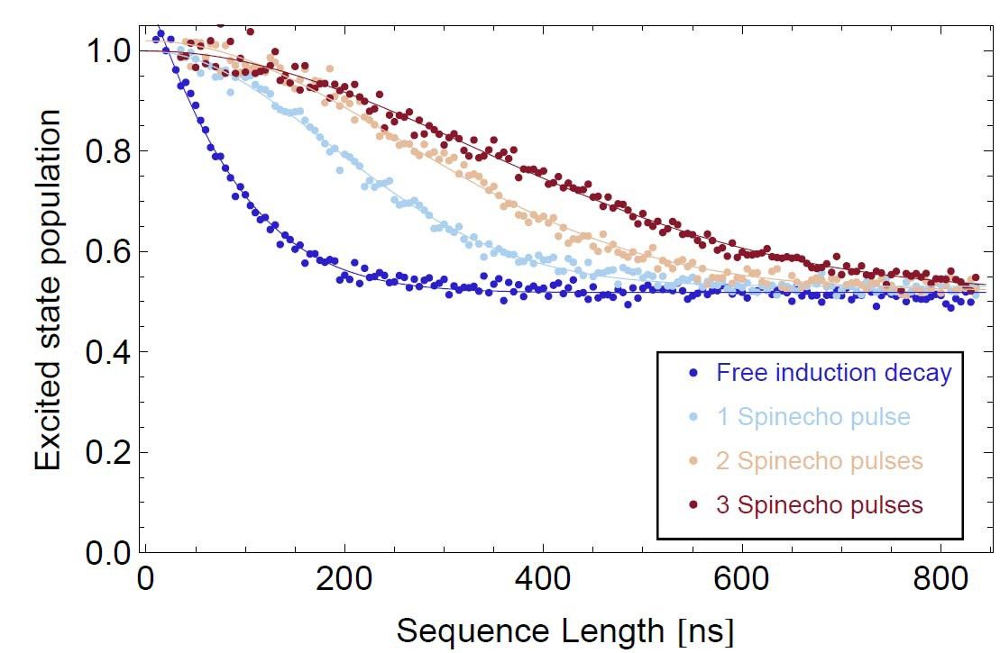 Excited state population
1.0
0.8
0.6
0.4
0.2
0.0
Free induction decay
1 Spinecho pulse
2 Spinecho pulses
3 Spinecho pulses
0 200 400 600 800
Sequence Length [ns]